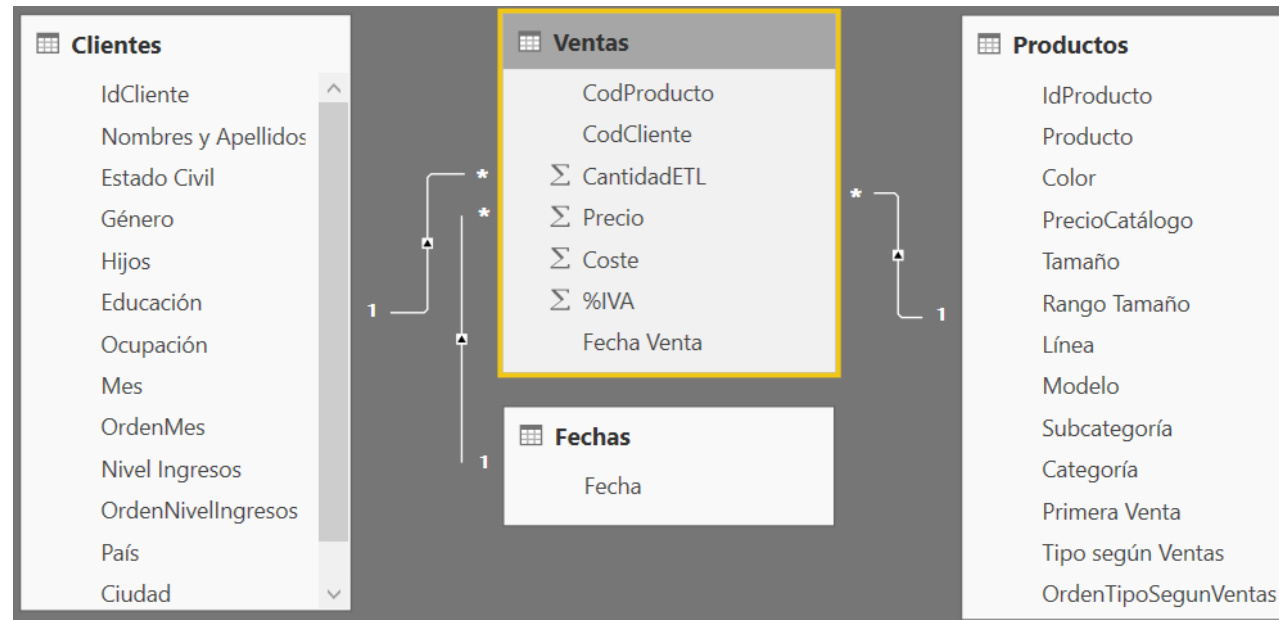 Clientes
IdCliente
Nombres y Apellidos
Estado Civil
Género
Hijos
Educación
Ocupación
Mes
OrdenMes
Nivel Ingresos
OrdenNivelIngresos
País
Ciudad
*
*
1
1
Ventas
CodProducto
CodCliente
Σ CantidadETL
Σ Precio
Σ Coste
Σ %IVA
Fecha Venta
Fechas
Fecha
*
1
Productos
IdProducto
Producto
Color
PrecioCatálogo
Tamaño
Rango Tamaño
Línea
Modelo
Subcategoría
Categoría
Primera Venta
Tipo según Ventas
OrdenTipoSegunVentas